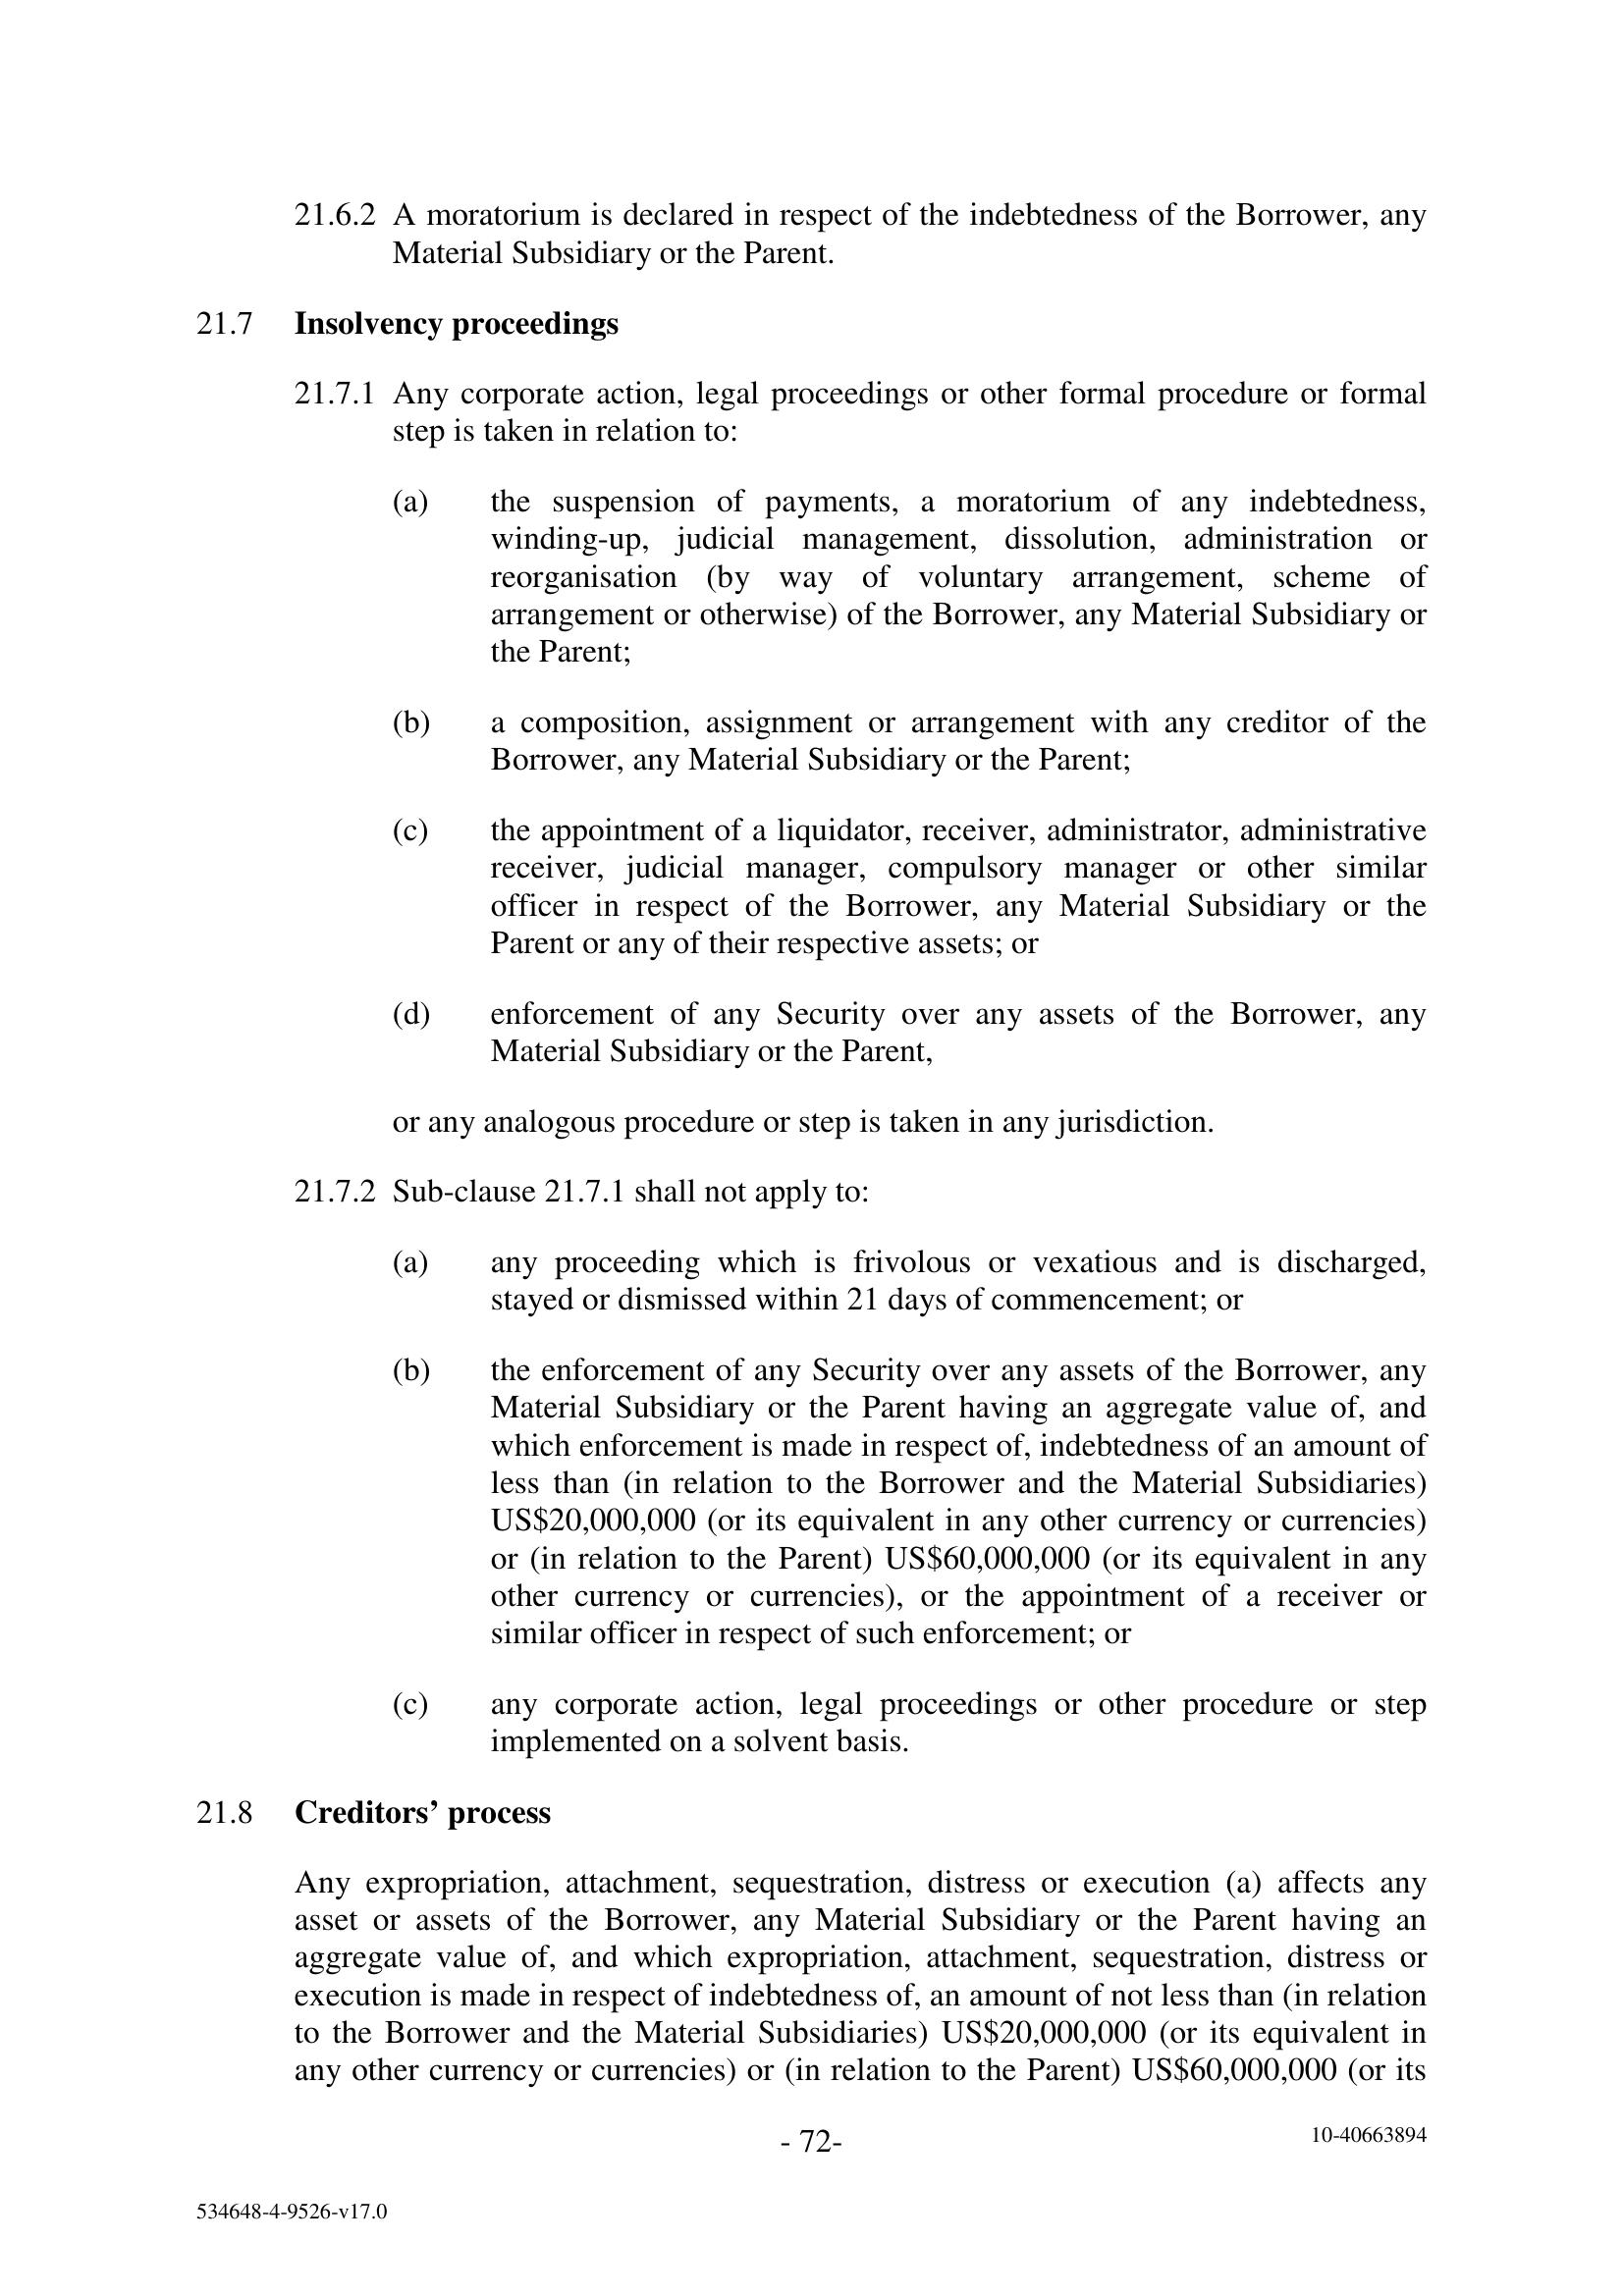 21.6.2 A moratorium is declared in respect of the indebtedness of the Borrower, any
Material Subsidiary or the Parent.
21.7 Insolvency proceedings
21.7.1 Any corporate action, legal proceedings or other formal procedure or formal
step is taken in relation to:
(a) the suspension of payments, a moratorium of any indebtedness,
winding-up, judicial management, dissolution, administration or
reorganisation (by way of voluntary arrangement, scheme of
arrangement or otherwise) of the Borrower, any Material Subsidiary or
the Parent;
(b) a composition, assignment or arrangement with any creditor of the
Borrower, any Material Subsidiary or the Parent;
(c) the appointment of a liquidator, receiver, administrator, administrative
receiver, judicial manager, compulsory manager or other similar
officer in respect of the Borrower, any Material Subsidiary or the
Parent or any of their respective assets; or
(d) enforcement of any Security over any assets of the Borrower, any
Material Subsidiary or the Parent,
or any analogous procedure or step is taken in any jurisdiction.
21.7.2 Sub-clause 21.7.1 shall not apply to:
(a) any proceeding which is frivolous or vexatious and is discharged,
stayed or dismissed within 21 days of commencement; or
(b) the enforcement of any Security over any assets of the Borrower, any
Material Subsidiary or the Parent having an aggregate value of, and
which enforcement is made in respect of, indebtedness of an amount of
less than (in relation to the Borrower and the Material Subsidiaries)
US$20,000,000 (or its equivalent in any other currency or currencies)
or (in relation to the Parent) US$60,000,000 (or its equivalent in any
other currency or currencies), or the appointment of a receiver or
similar officer in respect of such enforcement; or
(c) any corporate action, legal proceedings or other procedure or step
implemented on a solvent basis.
21.8 Creditors’ process
Any expropriation, attachment, sequestration, distress or execution (a) affects any
asset or assets of the Borrower, any Material Subsidiary or the Parent having an
aggregate value of, and which expropriation, attachment, sequestration, distress or
execution is made in respect of indebtedness of, an amount of not less than (in relation
to the Borrower and the Material Subsidiaries) US$20,000,000 (or its equivalent in
any other currency or currencies) or (in relation to the Parent) US$60,000,000 (or its
- 72-
10-40663894
534648-4-9526-v17.0